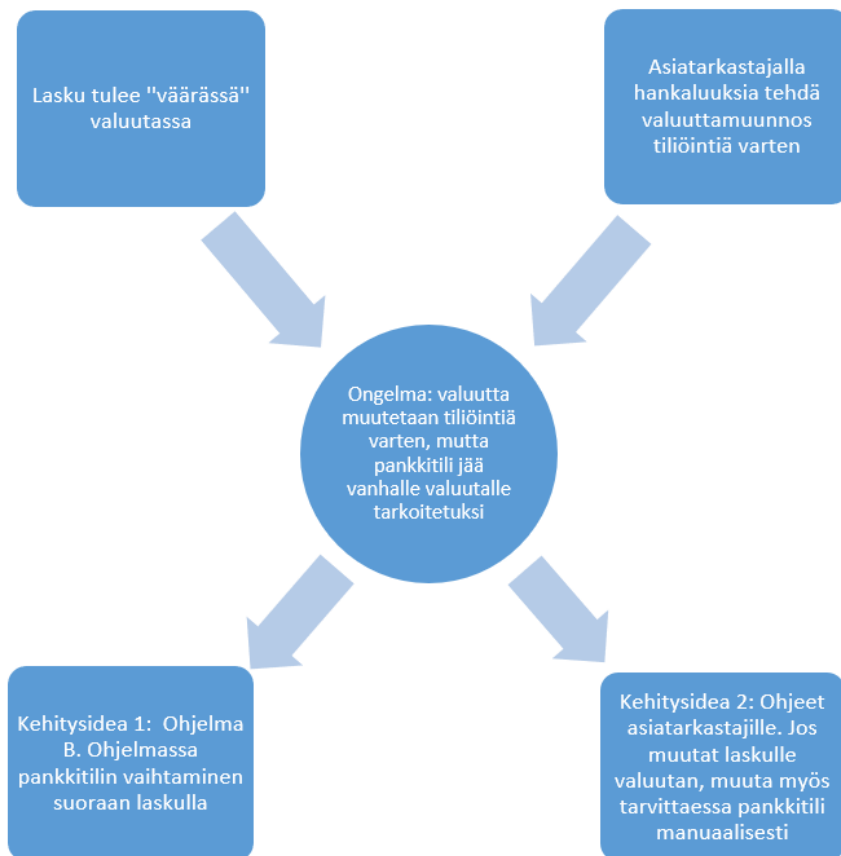 Lasku tulee "väärässä"
valuutassa
Asiatarkastajalla
hankaluuksia tehdä
valuuttamuunnos
tiliöintiä varten
Ongelma: valuutta
muutetaan tiliöintiä
varten, mutta
pankkitili jää
vanhalle valuutalle
tarkoitetuksi
Kehitysidea 1:  Ohjelma
B. Ohjelmassa
pankkitilin vaihtaminen
suoraan laskulla
Kehitysidea 2: Ohjeet
asiatarkastajille. Jos
muutat laskulle
valuutan, muuta myös
tarvittaessa pankkitili
manuaalisesti